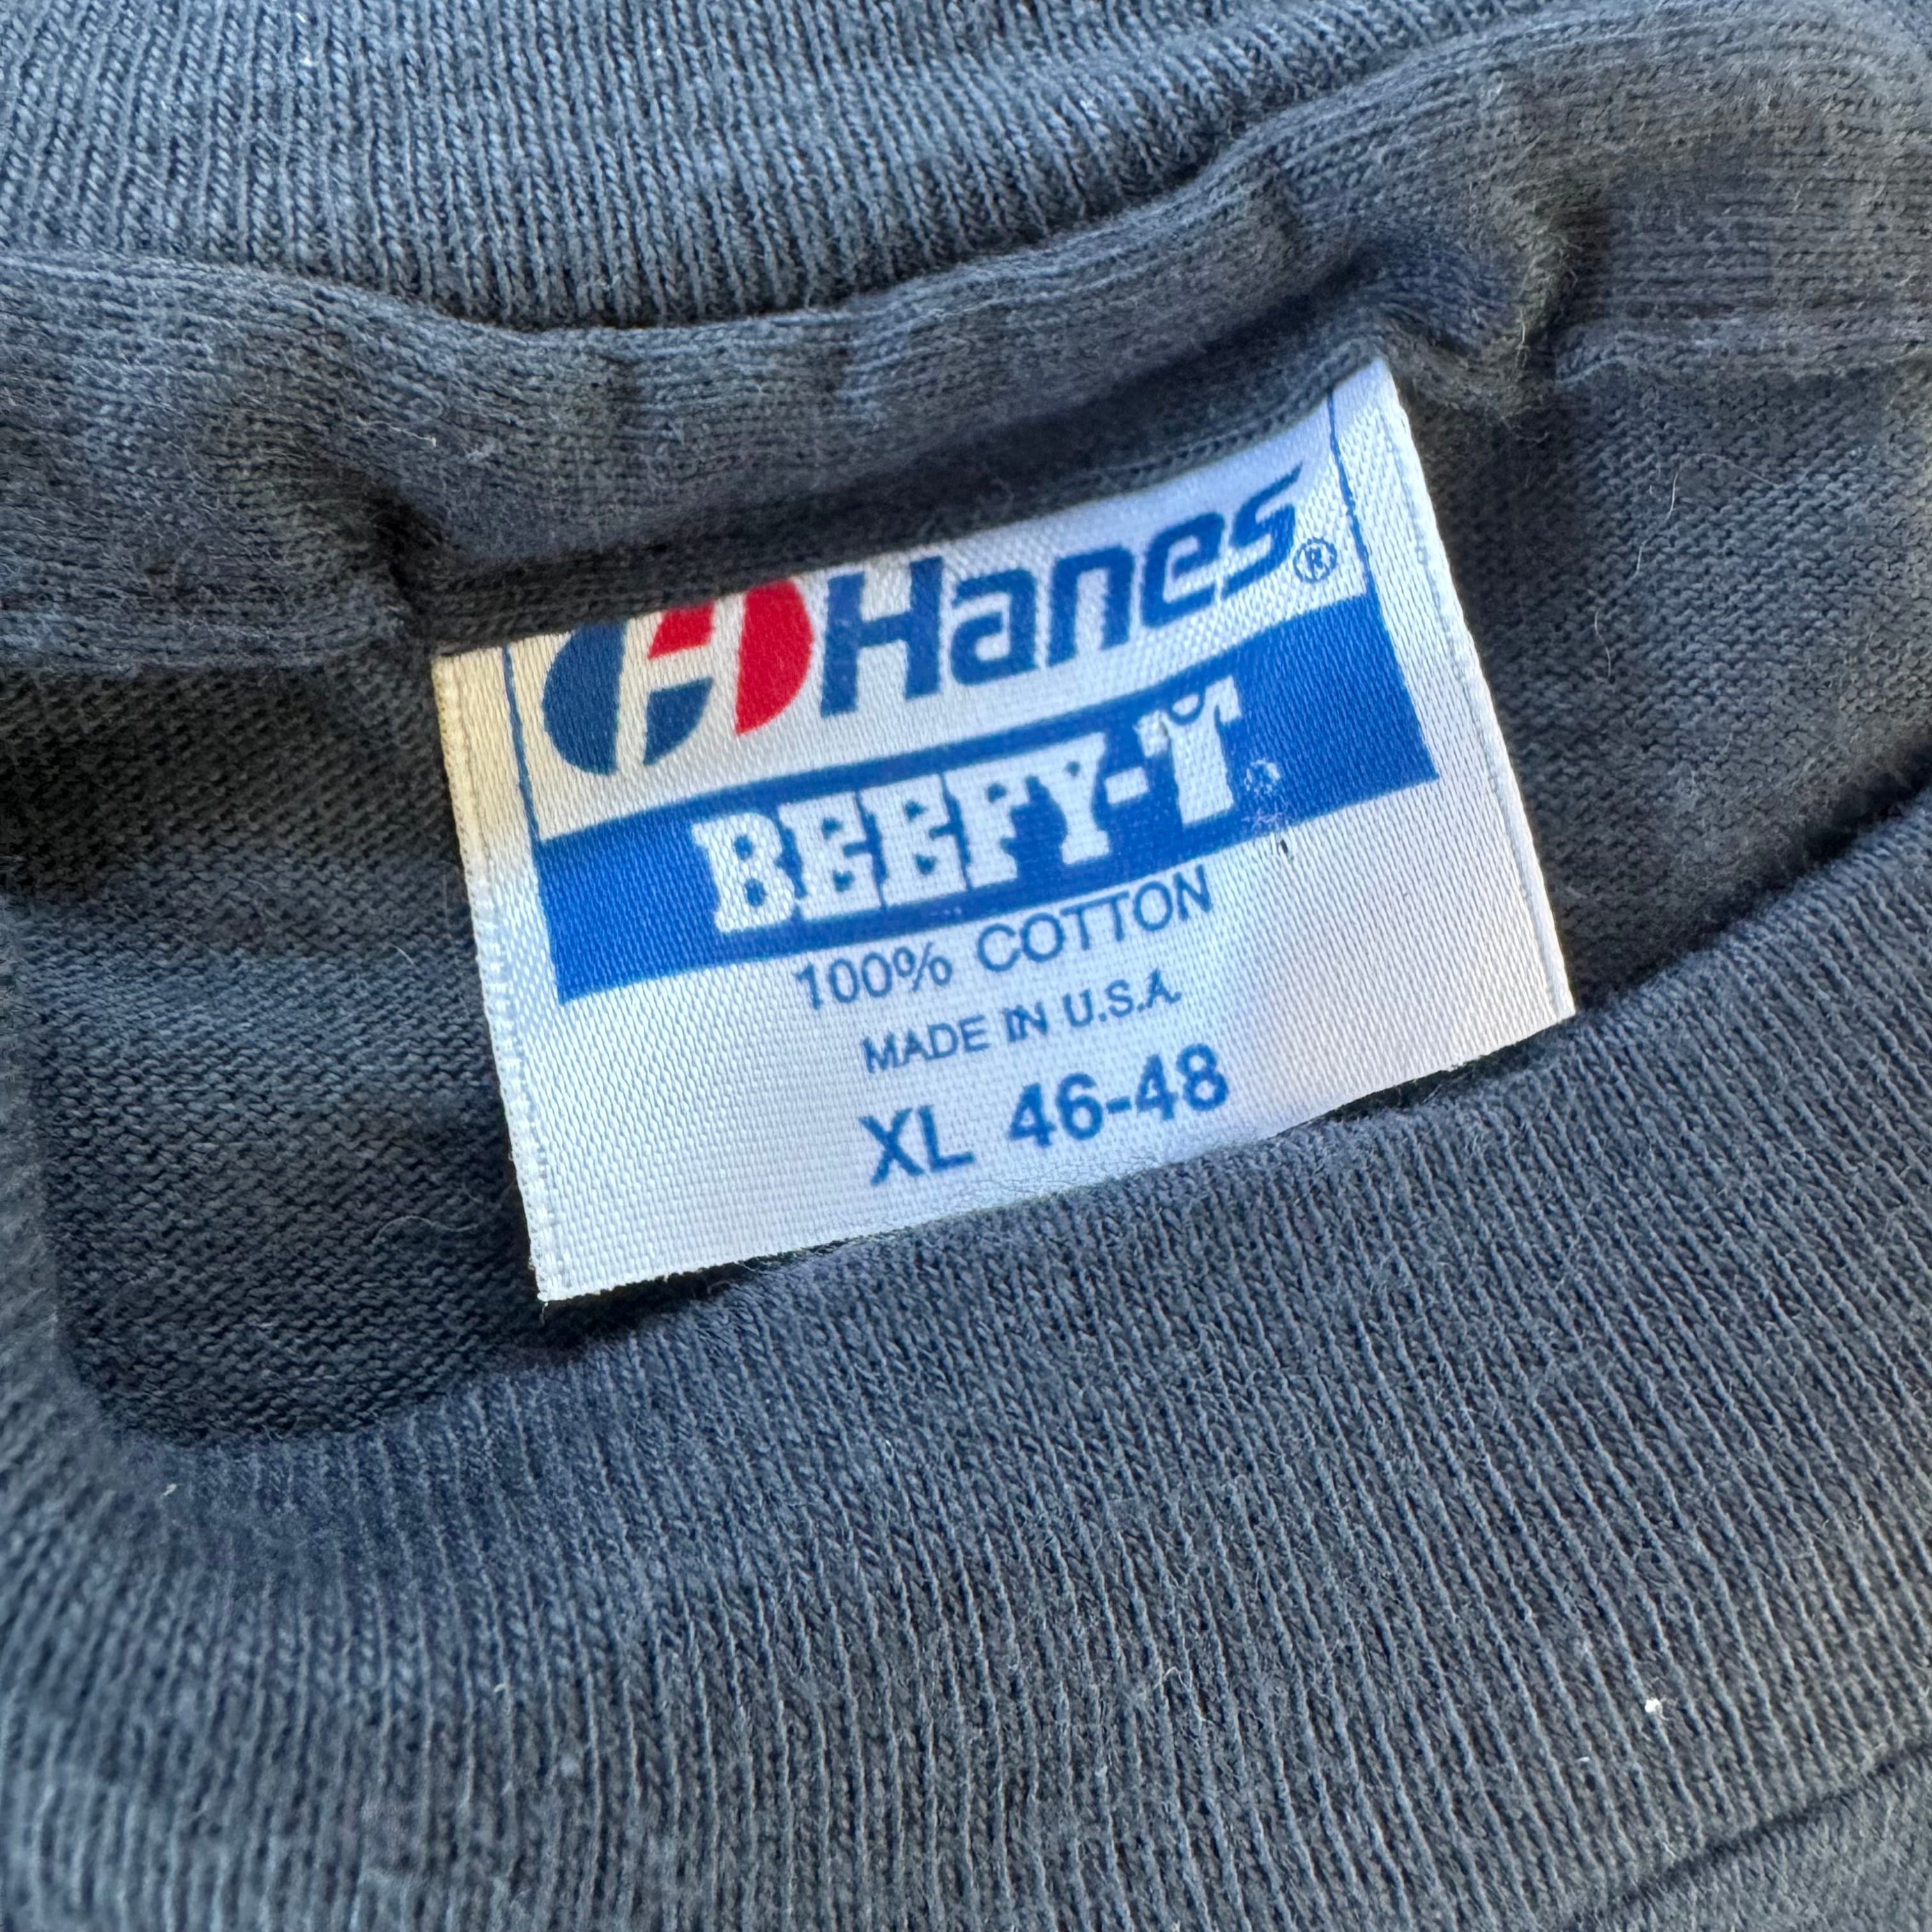 Hanes®
BEEFY-T®
100% COTTON
MADE IN U.S.A.
XL 46-48